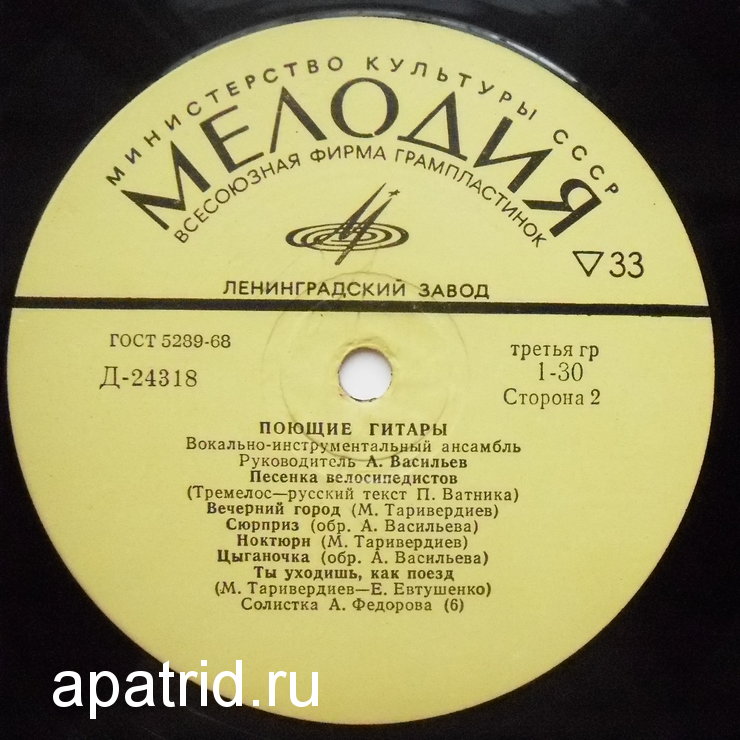 МИНИСТЕРСТВО КУЛЬТУРЫ СССР
МЕЛОДИЯ
ВСЕСОЮЗНАЯ ФИРМА ГРАМПЛАСТИНОК
▽33
ЛЕНИНГРАДСКИЙ ЗАВОД
ГОСТ 5289-68
Д-24318
третья гр
1-30
Сторона 2
ПОЮЩИЕ ГИТАРЫ
Вокально-инструментальный ансамбль
Руководитель А. Васильев
Песенка велосипедистов
(Тремелос—русский текст П. Ватника)
Вечерний город (М. Таривердиев)
Сюрприз (обр. А. Васильева)
Ноктюрн (М. Таривердиев)
Цыганочка (обр. А. Васильева)
Ты уходишь, как поезд
(М. Таривердиев—Е. Евтушенко)
Солистка А. Федорова (6)
apatrid.ru